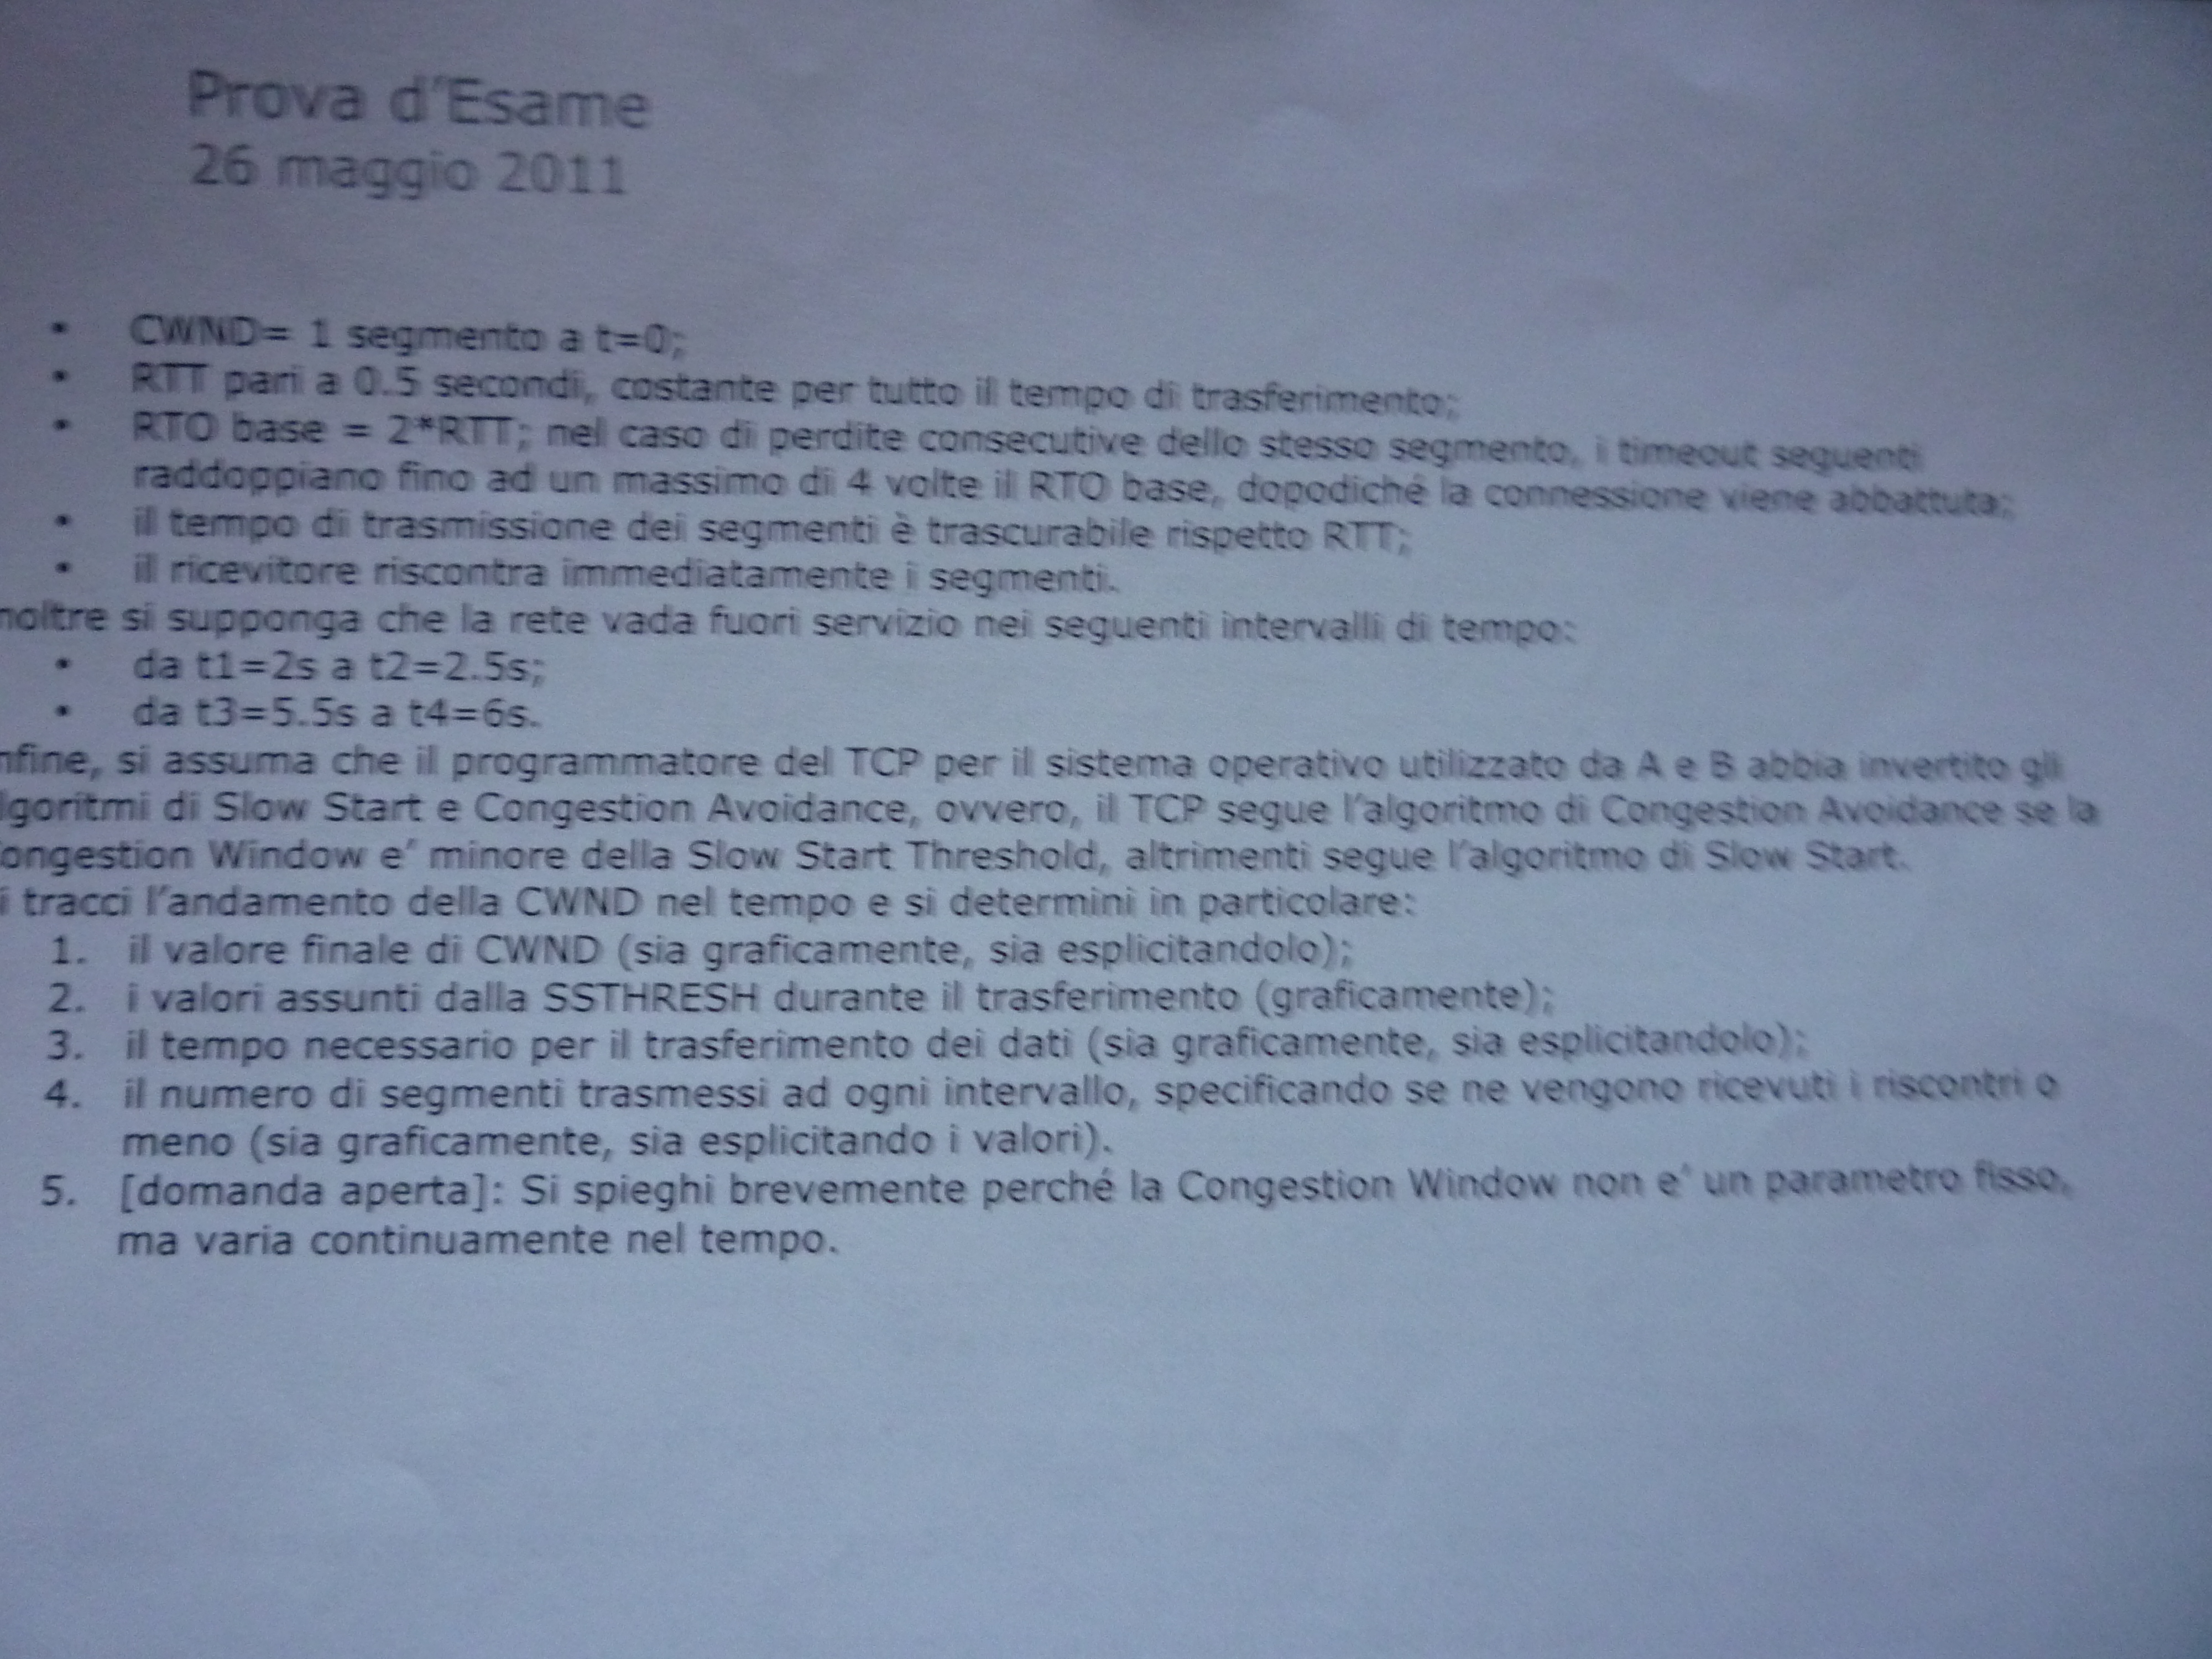 Prova d'Esame
26 maggio 2011
• CWND= 1 segmento a t=0;
• RTT pari a 0.5 secondi, costante per tutto il tempo di trasferimento;
• RTO base = 2*RTT; nel caso di perdite consecutive dello stesso segmento, i timeout seguenti
raddoppiano fino ad un massimo di 4 volte il RTO base, dopodiché la connessione viene abbattuta;
• il tempo di trasmissione dei segmenti è trascurabile rispetto RTT;
• il ricevitore riscontra immediatamente i segmenti.
noltre si supponga che la rete vada fuori servizio nei seguenti intervalli di tempo:
• da t1=2s a t2=2.5s;
• da t3=5.5s a t4=6s.
nfine, si assuma che il programmatore del TCP per il sistema operativo utilizzato da A e B abbia invertito gli
lgoritmi di Slow Start e Congestion Avoidance, ovvero, il TCP segue l'algoritmo di Congestion Avoidance se la
ongestion Window e' minore della Slow Start Threshold, altrimenti segue l'algoritmo di Slow Start.
i tracci l'andamento della CWND nel tempo e si determini in particolare:
1. il valore finale di CWND (sia graficamente, sia esplicitandolo);
2. i valori assunti dalla SSTHRESH durante il trasferimento (graficamente);
3. il tempo necessario per il trasferimento dei dati (sia graficamente, sia esplicitandolo);
4. il numero di segmenti trasmessi ad ogni intervallo, specificando se ne vengono ricevuti i riscontri o
meno (sia graficamente, sia esplicitando i valori).
5. [domanda aperta]: Si spieghi brevemente perché la Congestion Window non e' un parametro fisso,
ma varia continuamente nel tempo.